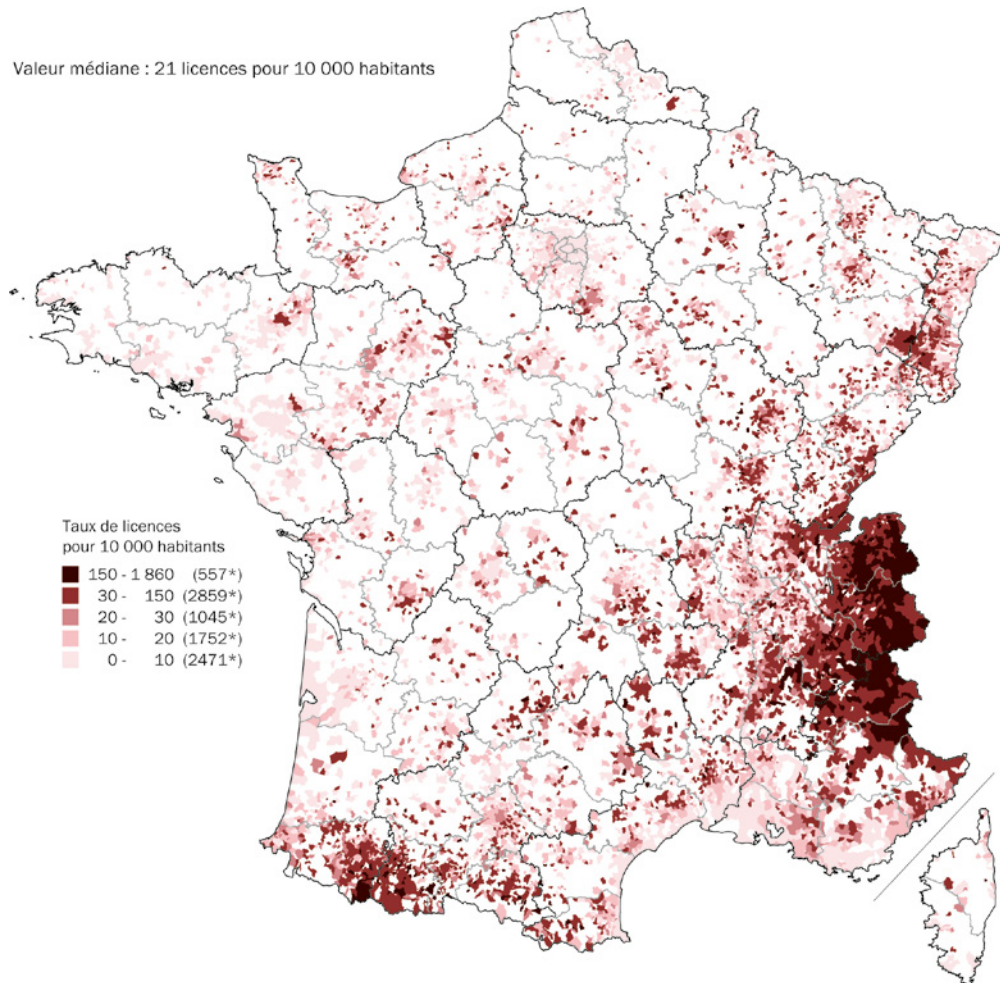 Valeur médiane : 21 licences pour 10 000 habitants
Taux de licences
pour 10 000 habitants
150 - 1 860 (557*)
30 - 150 (2859*)
20 - 30 (1045*)
10 - 20 (1752*)
0 - 10 (2471*)